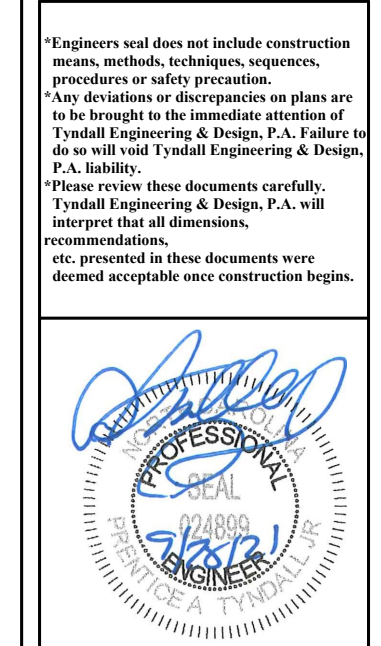 *Engineers seal does not include construction
means, methods, techniques, sequences,
procedures or safety precaution.
*Any deviations or discrepancies on plans are
to be brought to the immediate attention of
Tyndall Engineering & Design, P.A. Failure to
do so will void Tyndall Engineering & Design,
P.A. liability.
*Please review these documents carefully.
Tyndall Engineering & Design, P.A. will
interpret that all dimensions,
recommendations,
etc. presented in these documents were
deemed acceptable once construction begins.
NORTH CAROLINA
PROFESSIONAL
SEAL
024899
9/28/21
ENGINEER
PRENTICE A TYNDALL JR